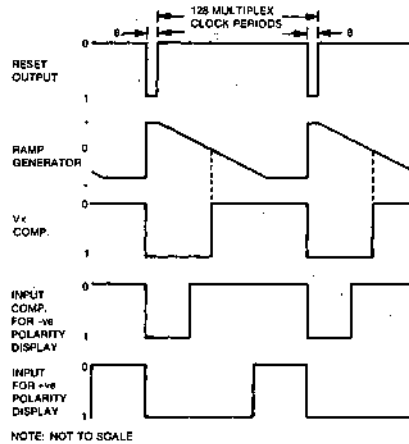 128 MULTIPLEX
CLOCK PERIODS
8
8
RESET
OUTPUT
0
1
RAMP
GENERATOR
+
0
-
Vx
COMP.
0
1
INPUT
COMP.
FOR -ve
POLARITY
DISPLAY
0
1
INPUT
FOR +ve
POLARITY
DISPLAY
0
1
NOTE: NOT TO SCALE